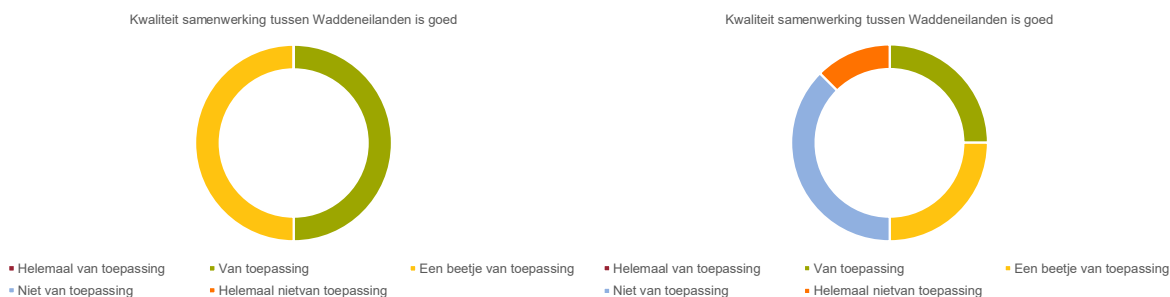 Kwaliteit samenwerking tussen Waddeneilanden is goed
Helemaal van toepassing
Van toepassing
Een beetje van toepassing
Niet van toepassing
Helemaal nietvan toepassing
Kwaliteit samenwerking tussen Waddeneilanden is goed
Helemaal van toepassing
Van toepassing
Een beetje van toepassing
Niet van toepassing
Helemaal nietvan toepassing